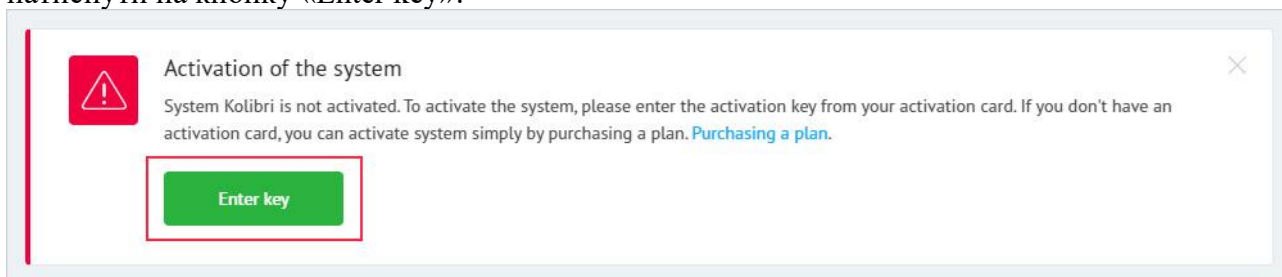 Activation of the system
System Kolibri is not activated. To activate the system, please enter the activation key from your activation card. If you don't have an
activation card, you can activate system simply by purchasing a plan. Purchasing a plan.
Enter key